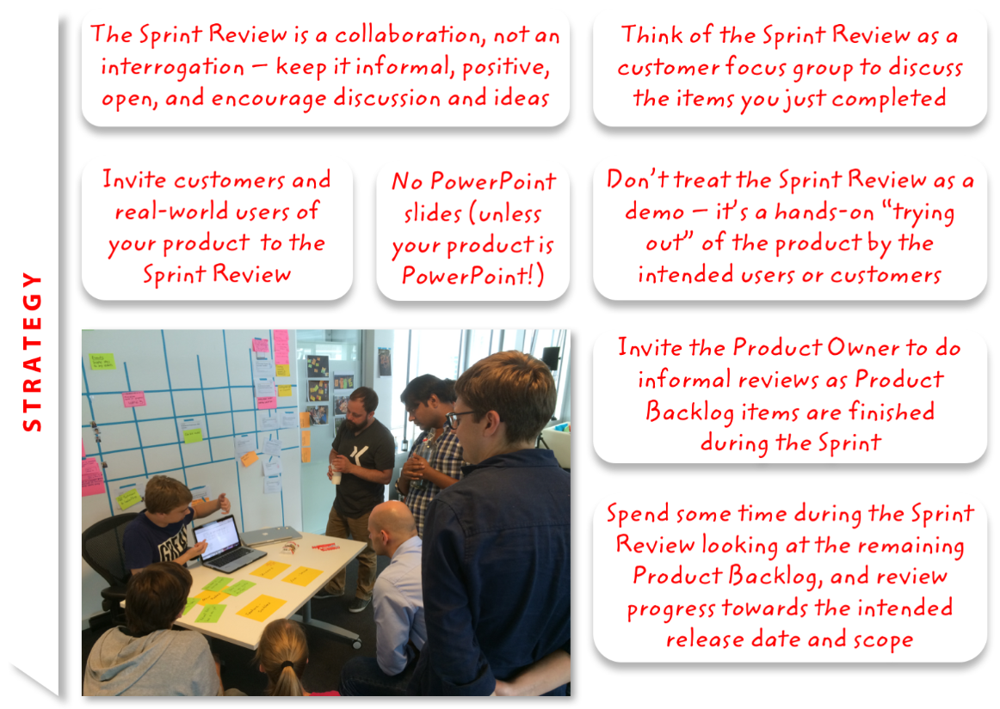 The Sprint Review is a collaboration, not an
interrogation – keep it informal, positive,
open, and encourage discussion and ideas
Think of the Sprint Review as a
customer focus group to discuss
the items you just completed
Invite customers and
real-world users of
your product to the
Sprint Review
No PowerPoint
slides (unless
your product is
PowerPoint!)
Don't treat the Sprint Review as a
demo – it's a hands-on “trying
out” of the product by the
intended users or customers
STRATEGY
Invite the Product Owner to do
informal reviews as Product
Backlog items are finished
during the Sprint
Spend some time during the Sprint
Review looking at the remaining
Product Backlog, and review
progress towards the intended
release date and scope